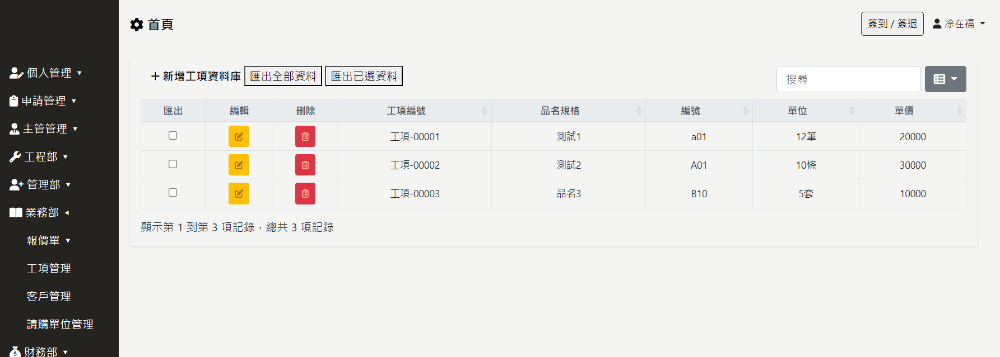 首頁
簽到 / 簽退
凃在福
個人管理
申請管理
主管管理
工程部
管理部
業務部
報價單
工項管理
客戶管理
請購單位管理
財務部
新增工項資料庫 匯出全部資料 匯出已選資料
搜尋
匯出 編輯 刪除 工項編號 品名規格 編號 單位 單價
工項-00001 測試1 a01 12筆 20000
工項-00002 測試2 A01 10條 30000
工項-00003 品名3 B10 5套 10000
顯示第 1 到第 3 項記錄，總共 3 項記錄